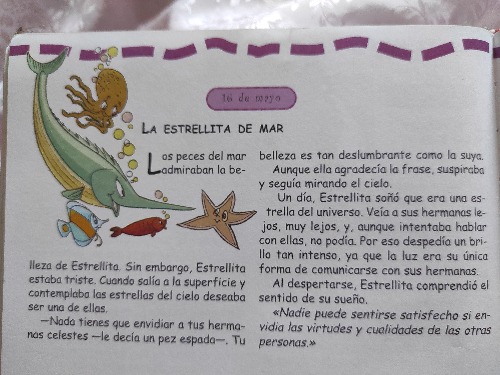 16 de mayo
LA ESTRELLITA DE MAR
Los peces del mar
admiraban la be-
lleza de Estrellita. Sin embargo, Estrellita
estaba triste. Cuando salía a la superficie y
contemplaba las estrellas del cielo deseaba
ser una de ellas.
—Nada tienes que envidiar a tus herma-
nas celestes —le decía un pez espada—. Tu
belleza es tan deslumbrante como la suya.
Aunque ella agradecía la frase, suspiraba
y seguía mirando el cielo.
Un día, Estrellita soñó que era una es-
trella del universo. Veía a sus hermanas le-
jos, muy lejos, y, aunque intentaba hablar
con ellas, no podía. Por eso despedía un bri-
llo tan intenso, ya que la luz era su única
forma de comunicarse con sus hermanas.
Al despertarse, Estrellita comprendió el
sentido de su sueño.
«Nadie puede sentirse satisfecho si en-
vidia las virtudes y cualidades de las otras
personas.»